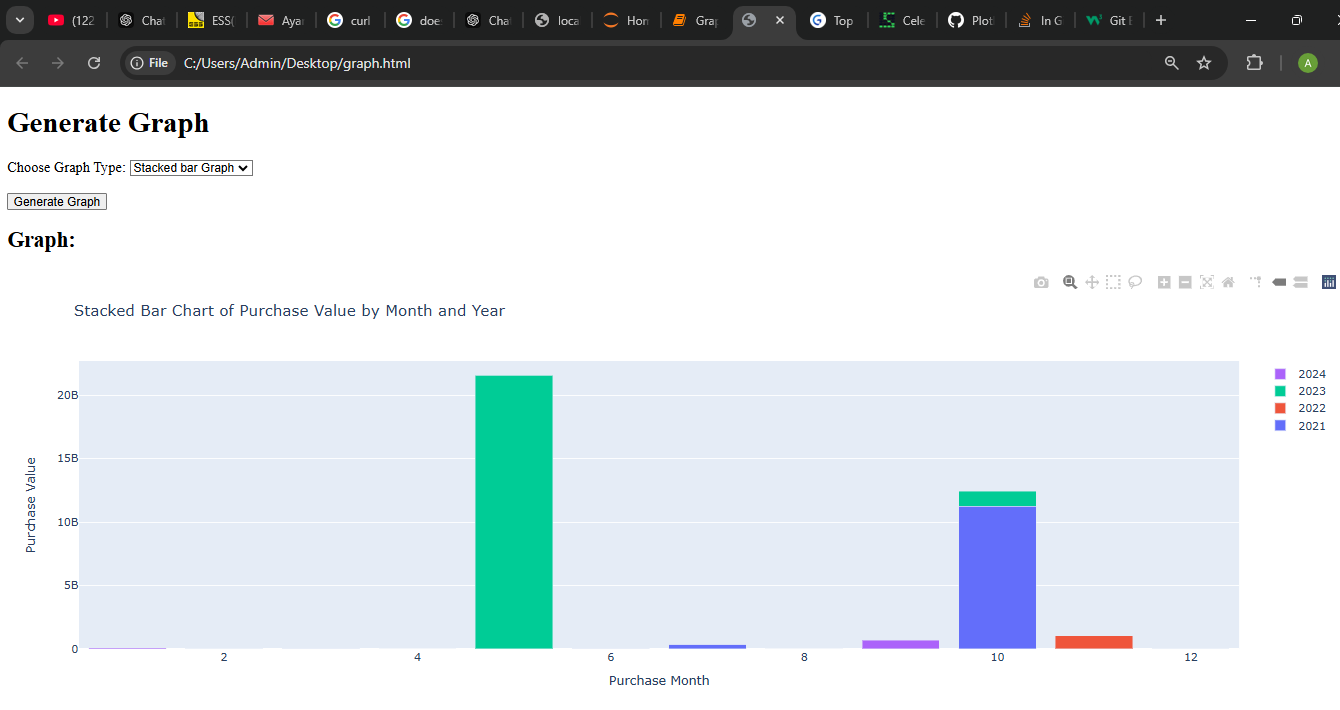 (122
Chat
ESS(
Aya
curl
doe
Chat
loca
Hom
Grap
Top
Cele
Plot
In G
Git B
File
C:/Users/Admin/Desktop/graph.html
A
Generate Graph
Choose Graph Type: Stacked bar Graph
Generate Graph
Graph:
Stacked Bar Chart of Purchase Value by Month and Year
2024
2023
2022
2021
20B
15B
10B
5B
0
Purchase Value
2 4 6 8 10 12
Purchase Month